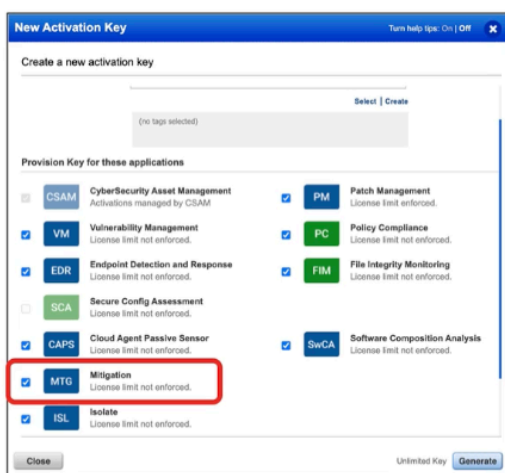 New Activation Key
Turn help tips: On | Off
Create a new activation key
Select | Create
(no tags selected)
Provision Key for these applications
CSAM
CyberSecurity Asset Management
Activations managed by CSAM
PM
Patch Management
License limit not enforced.
VM
Vulnerability Management
License limit not enforced.
PC
Policy Compliance
License limit not enforced.
EDR
Endpoint Detection and Response
License limit not enforced.
FIM
File Integrity Monitoring
License limit not enforced.
SCA
Secure Config Assessment
License limit not enforced.
CAPS
Cloud Agent Passive Sensor
License limit not enforced.
SwCA
Software Composition Analysis
License limit not enforced.
MTG
Mitigation
License limit not enforced.
ISL
Isolate
License limit not enforced.
Close
Unlimited Key
Generate